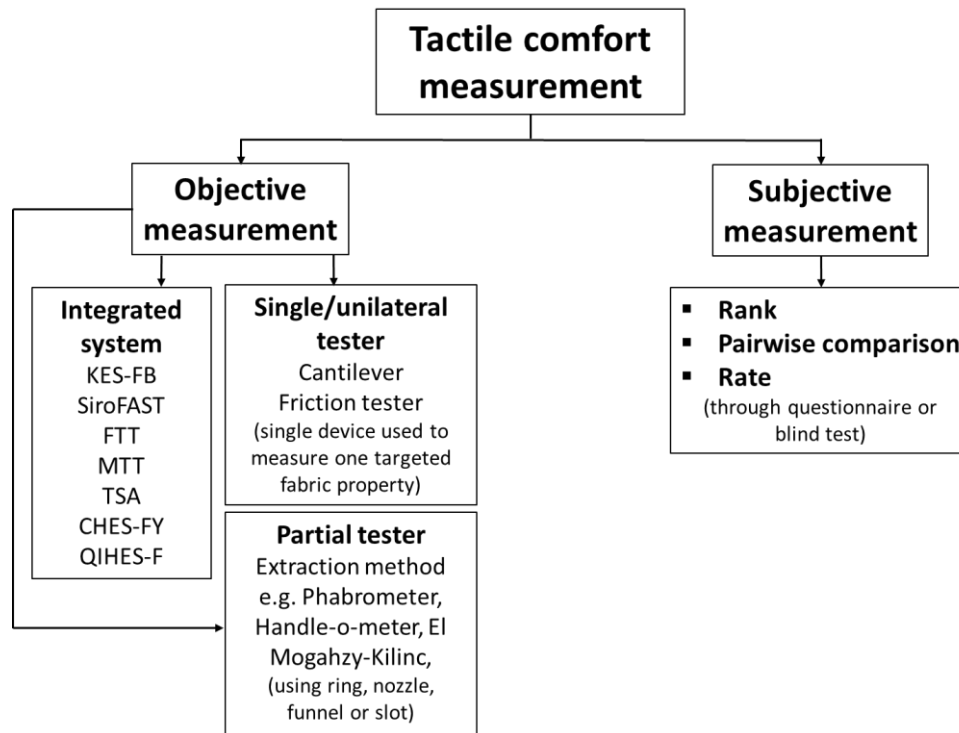 Tactile comfort
measurement
Objective
measurement
Subjective
measurement
Integrated
system
KES-FB
SiroFAST
FTT
MTT
TSA
CHES-FY
QIHES-F
Single/unilateral
tester
Cantilever
Friction tester
(single device used to
measure one targeted
fabric property)
Partial tester
Extraction method
e.g. Phabrometer,
Handle-o-meter, El
Mogahzy-Kilinc,
(using ring, nozzle,
funnel or slot)
▪ Rank
▪ Pairwise comparison
▪ Rate
(through questionnaire or
blind test)